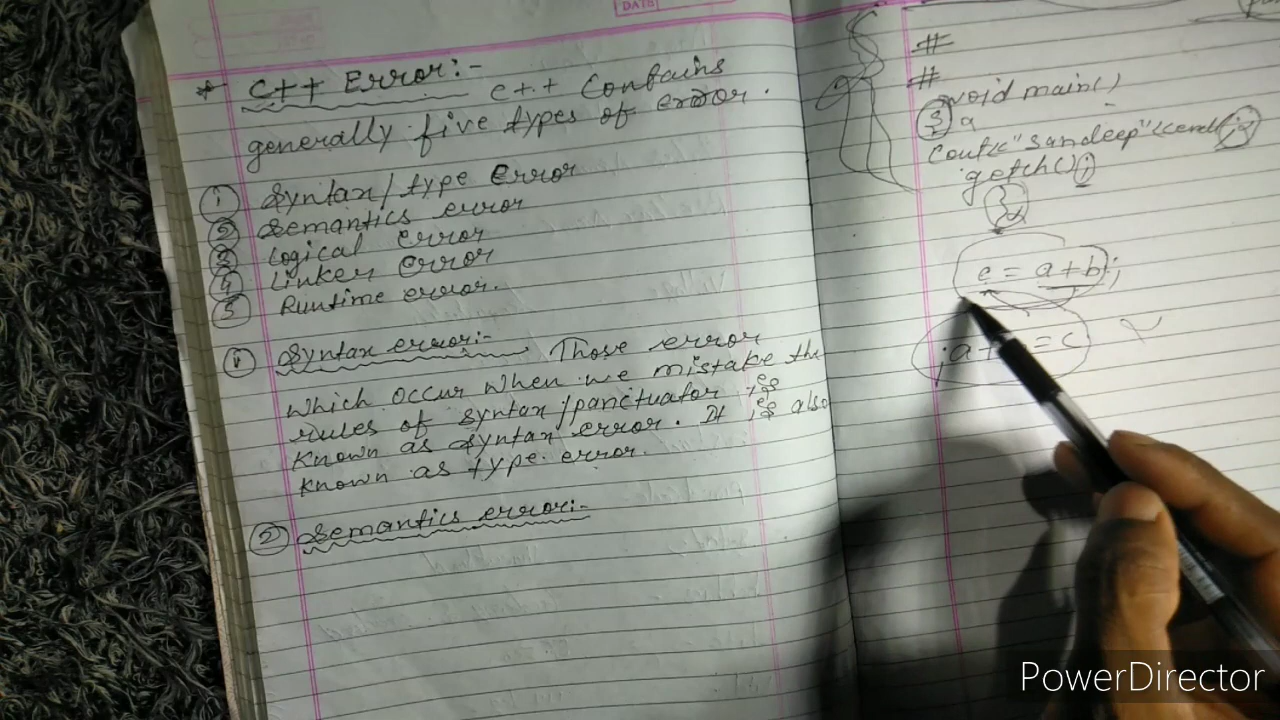 DATE
* C++ Error:- C++ Contains
generally five types of error.
① Syntax/type Error
② Semantics error
③ Logical error
④ Linker error
⑤ Runtime error.
① Syntax error:- Those error
which occur when we mistake the
rules of syntax/panctuator is
known as syntax error. It is also
known as type error.
② Semantics error:-
#
#
void main()
{ a
cout<<"Sandeep"<<endl;
getch();
}
c = a+b;
;a+ = c
PowerDirector